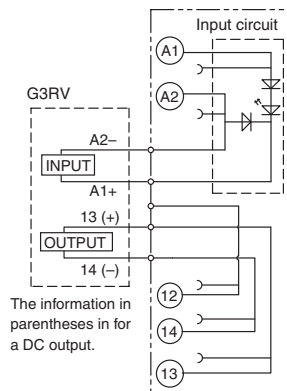 Input circuit
A1
A2
G3RV
A2–
INPUT
A1+
13 (+)
OUTPUT
14 (–)
12
14
13
The information in
parentheses in for
a DC output.